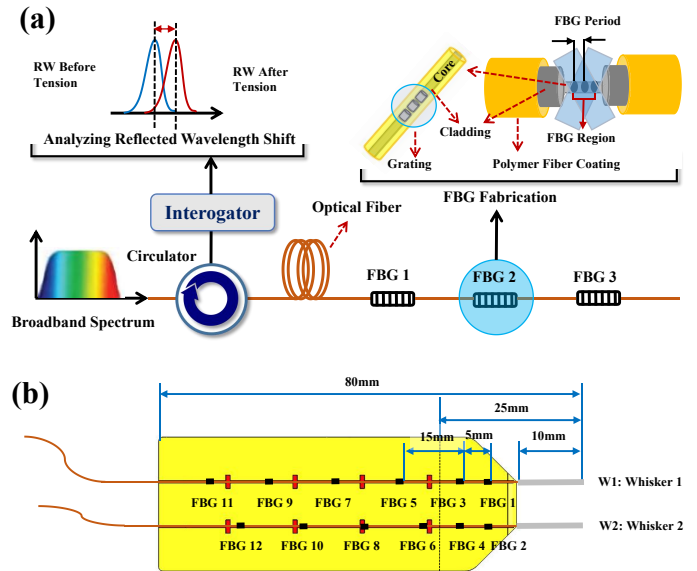 (a)
RW Before
Tension
RW After
Tension
Analyzing Reflected Wavelength Shift
FBG Period
Core
Cladding
FBG Region
Grating
Polymer Fiber Coating
Interogator
Optical Fiber
FBG Fabrication
Circulator
FBG 1
FBG 2
FBG 3
Broadband Spectrum
(b)
80mm
25mm
15mm
5mm
10mm
W1: Whisker 1
FBG 11
FBG 9
FBG 7
FBG 5
FBG 3
FBG 1
W2: Whisker 2
FBG 12
FBG 10
FBG 8
FBG 6
FBG 4
FBG 2